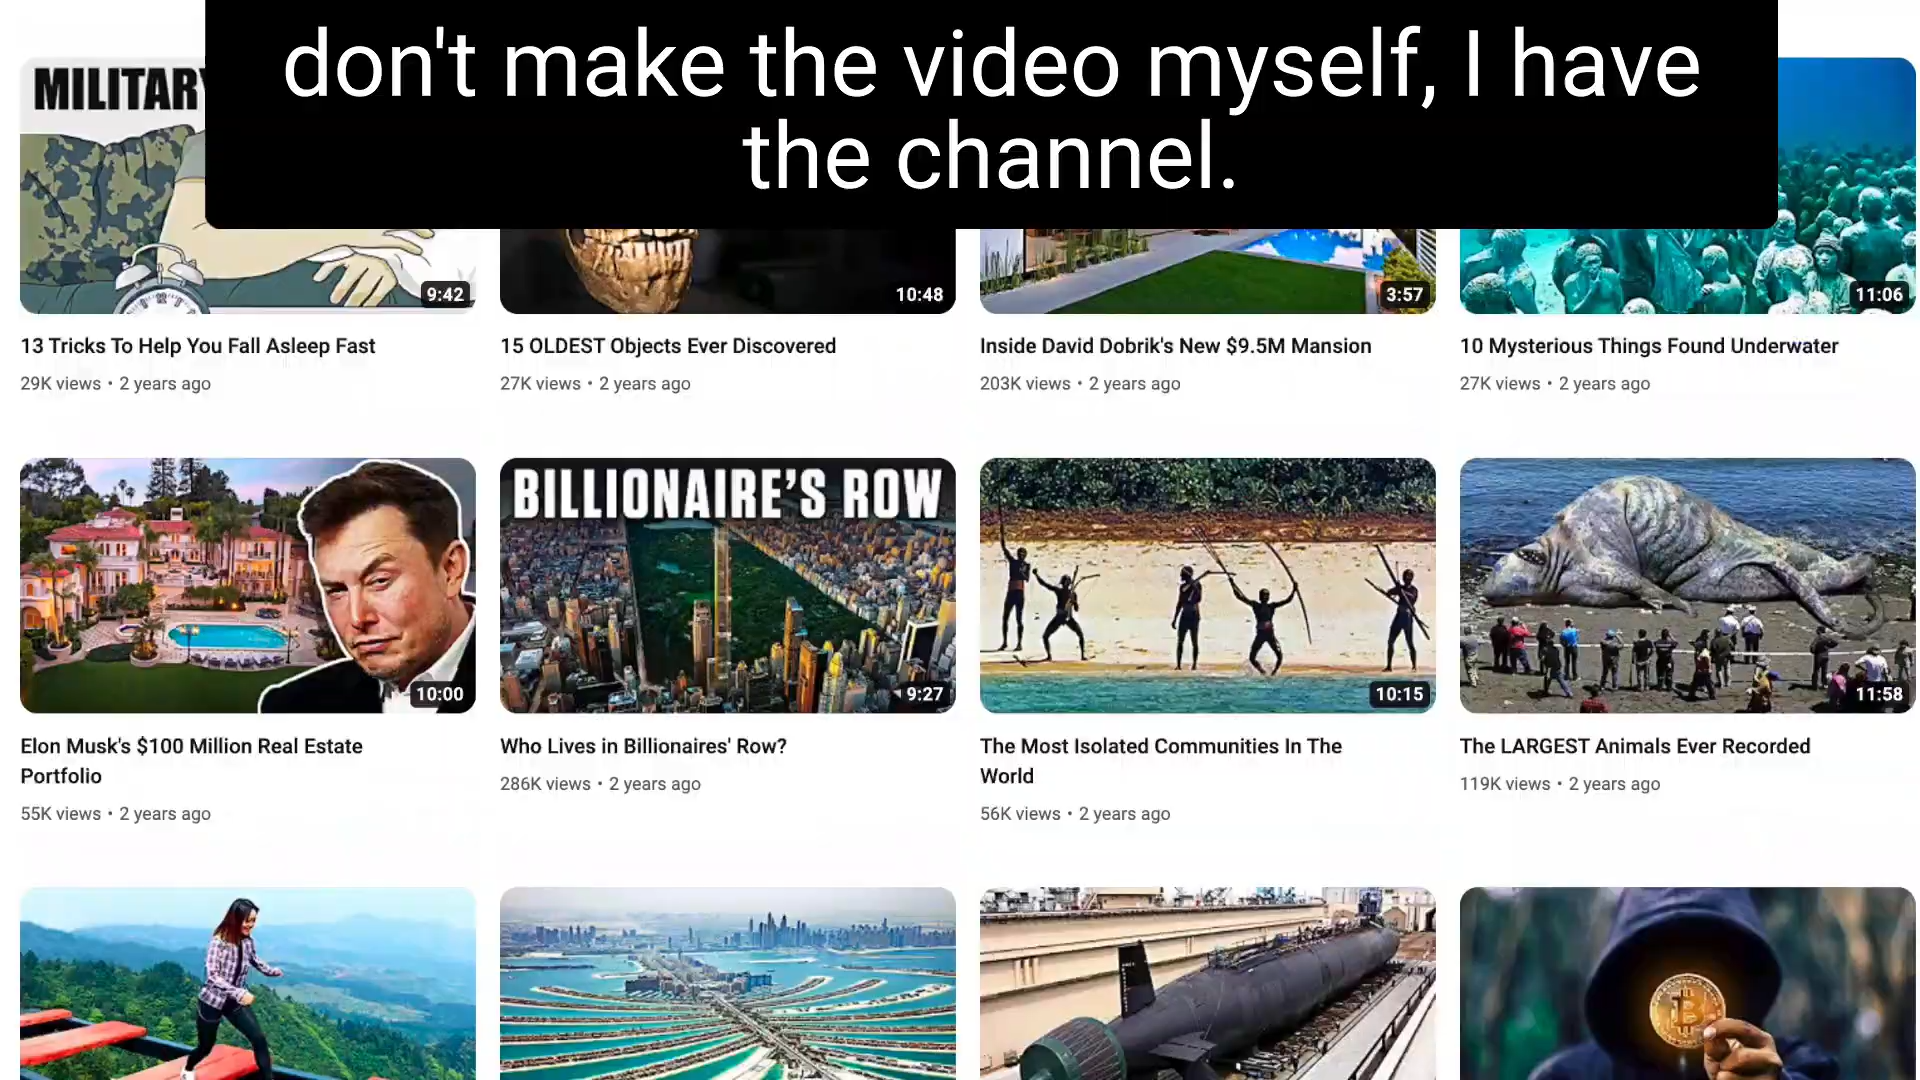 don't make the video myself, I have
the channel.
MILITARY
9:42
10:48
3:57
11:06
13 Tricks To Help You Fall Asleep Fast
29K views • 2 years ago
15 OLDEST Objects Ever Discovered
27K views • 2 years ago
Inside David Dobrik's New $9.5M Mansion
203K views • 2 years ago
10 Mysterious Things Found Underwater
27K views • 2 years ago
10:00
BILLIONAIRE'S ROW
9:27
10:15
11:58
Elon Musk's $100 Million Real Estate
Portfolio
55K views • 2 years ago
Who Lives in Billionaires' Row?
286K views • 2 years ago
The Most Isolated Communities In The
World
56K views • 2 years ago
The LARGEST Animals Ever Recorded
119K views • 2 years ago